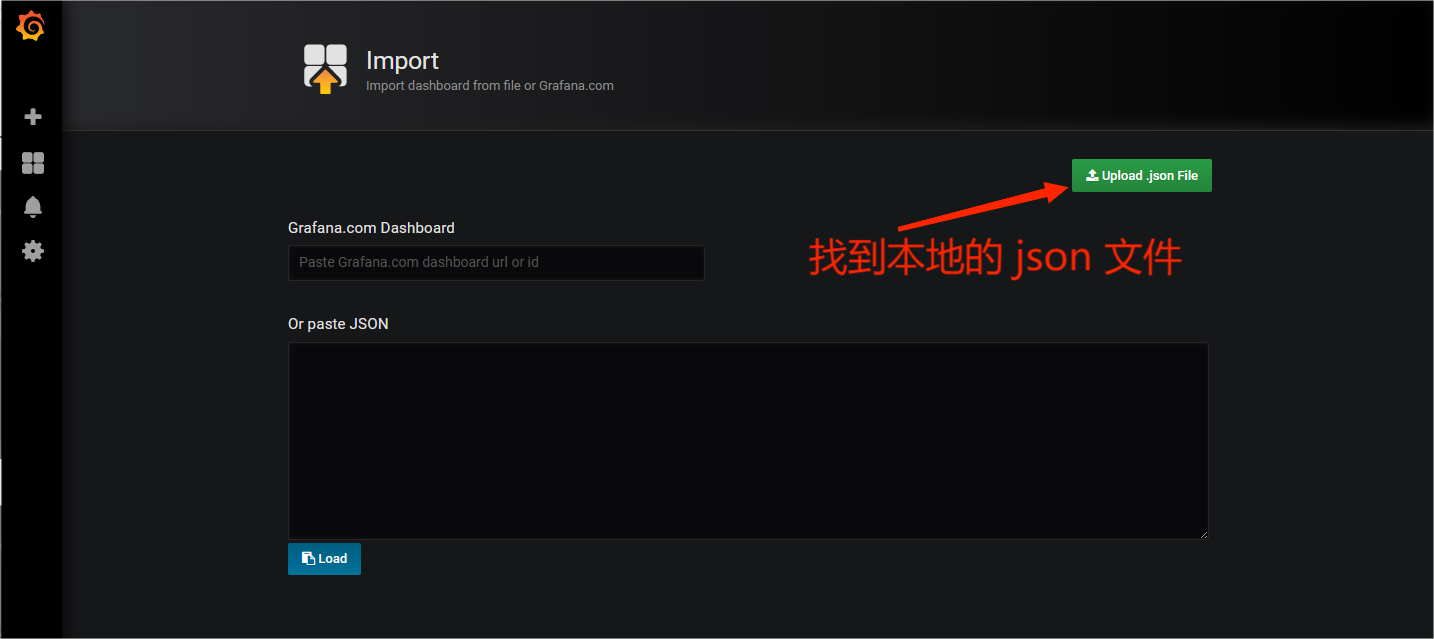 Import
Import dashboard from file or Grafana.com
Upload .json File
Grafana.com Dashboard
Paste Grafana.com dashboard url or id
找到本地的 json 文件
Or paste JSON
Load